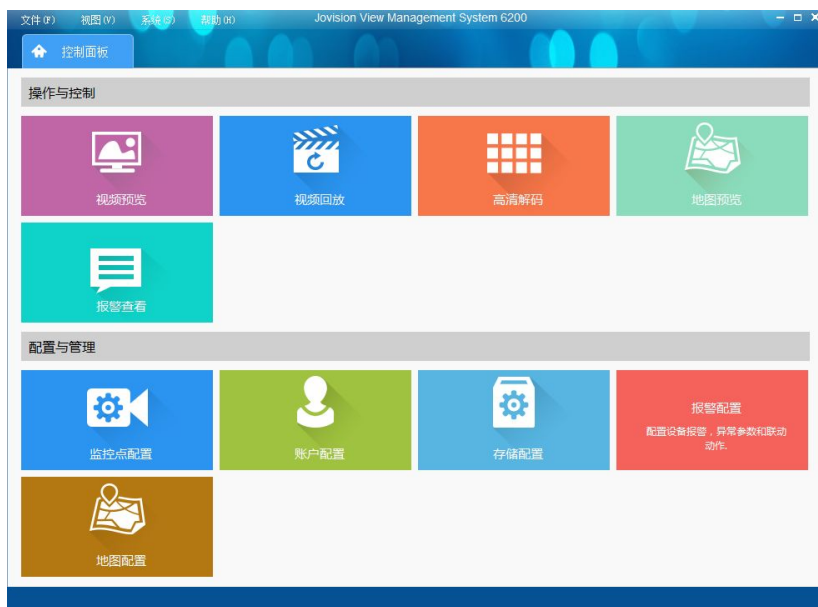 文件(F) 视图(V) 系统(S) 帮助(H) Jovision View Management System 6200
控制面板
操作与控制
视频预览 视频回放 高清解码 地图预览
报警查看
配置与管理
监控点配置 账户配置 存储配置 报警配置
配置设备报警，异常参数和联动
动作.
地图配置